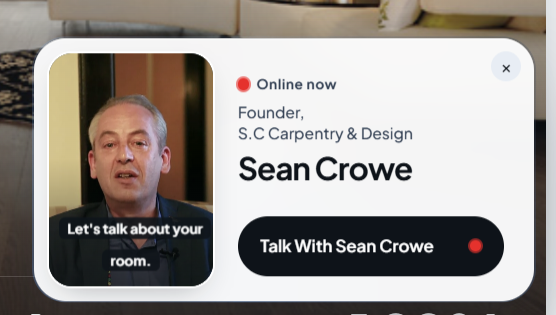 Online now
Founder,
S.C Carpentry & Design
Sean Crowe
Let's talk about your
room.
Talk With Sean Crowe